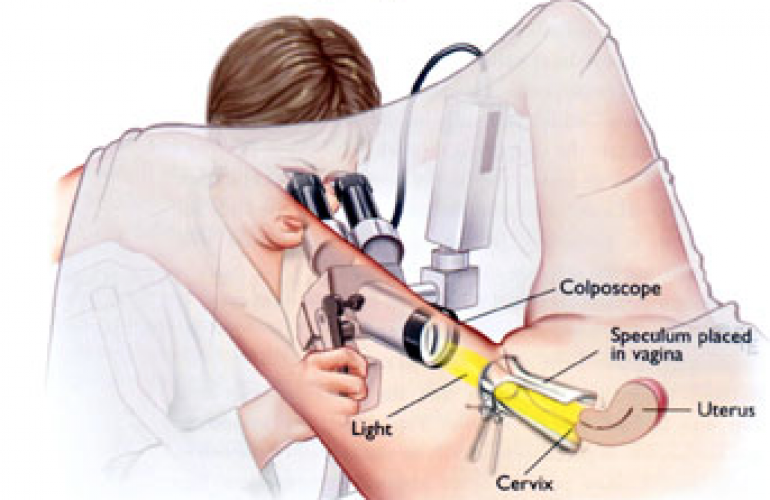 Colposcope
Speculum placed
in vagina
Uterus
Light
Cervix